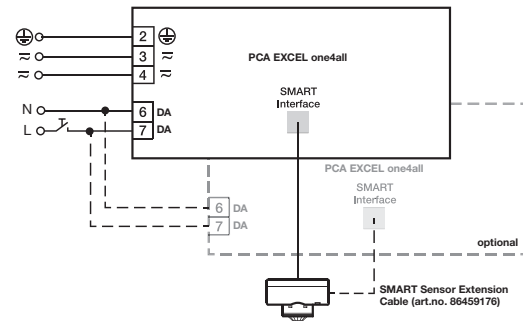 2
3
4
PCA EXCEL one4all
SMART
Interface
N
6 DA
L
7 DA
PCA EXCEL one4all
SMART
Interface
6 DA
7 DA
optional
SMART Sensor Extension
Cable (art.no. 86459176)